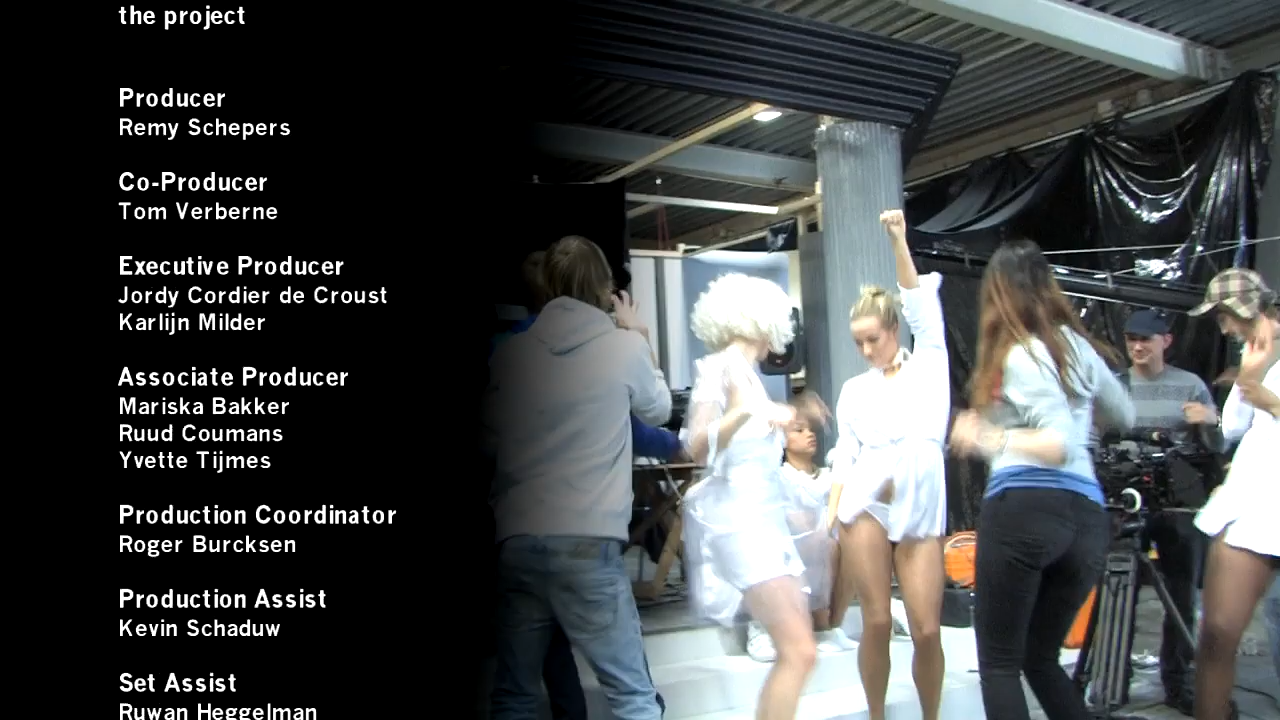 the project
Producer
Remy Schepers
Co-Producer
Tom Verberne
Executive Producer
Jordy Cordier de Croust
Karlijn Milder
Associate Producer
Mariska Bakker
Ruud Coumans
Yvette Tijmes
Production Coordinator
Roger Burcksen
Production Assist
Kevin Schaduw
Set Assist
Ruwan Heggelman